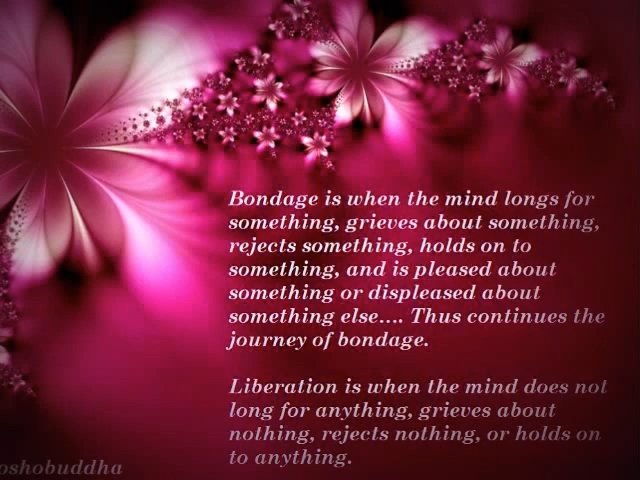 Bondage is when the mind longs for
something, grieves about something,
rejects something, holds on to
something, and is pleased about
something or displeased about
something else.... Thus continues the
journey of bondage.
Liberation is when the mind does not
long for anything, grieves about
nothing, rejects nothing, or holds on
to anything.
oshobuddha